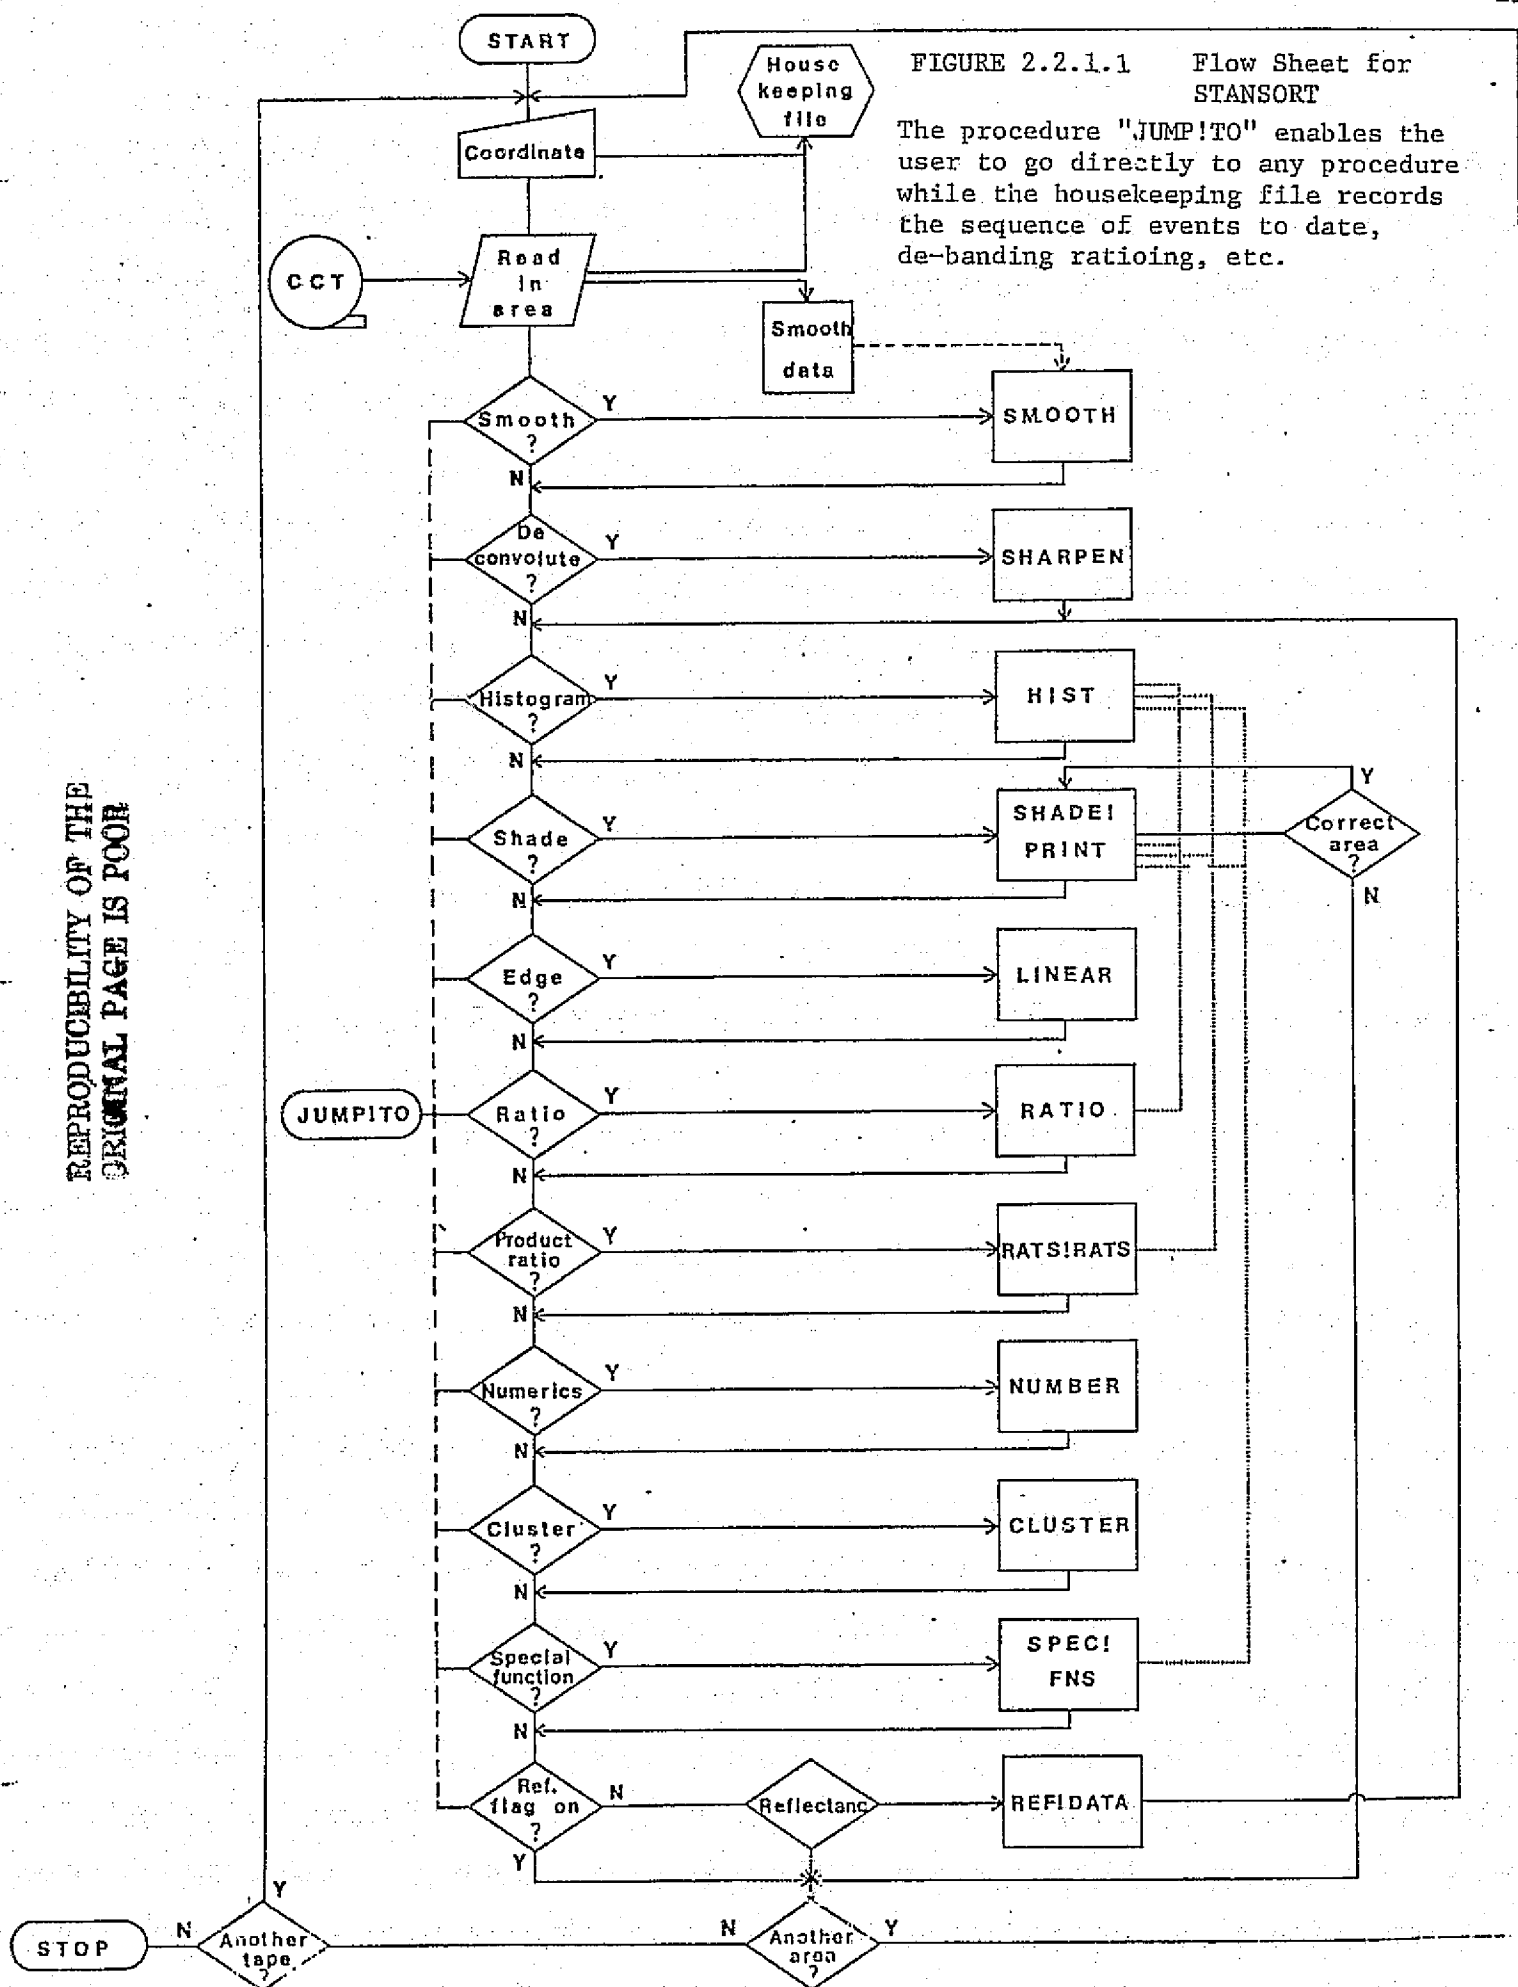 START
House
keeping
file
FIGURE 2.2.1.1 Flow Sheet for
STANSORT
The procedure "JUMP!TO" enables the
user to go directly to any procedure
while the housekeeping file records
the sequence of events to date,
de-banding ratioing, etc.
Coordinate
CCT
Read
in
area
Smooth
data
Smooth
?
Y
SMOOTH
N
De
convolute
?
Y
SHARPEN
N
Histogram
?
Y
HIST
N
Shade
?
Y
SHADE!
PRINT
Y
Correct
area
?
N
N
Edge
?
Y
LINEAR
N
JUMP!TO
Ratio
?
Y
RATIO
N
Product
ratio
?
Y
RATS!RATS
N
Numerics
?
Y
NUMBER
N
Cluster
?
Y
CLUSTER
N
Special
function
?
Y
SPEC!
FNS
N
Ref.
flag on
?
N
Reflectanc
REF!DATA
Y
Y
STOP
N
Another
tape
?
N
Another
area
?
Y
REPRODUCIBILITY OF THE
ORIGINAL PAGE IS POOR